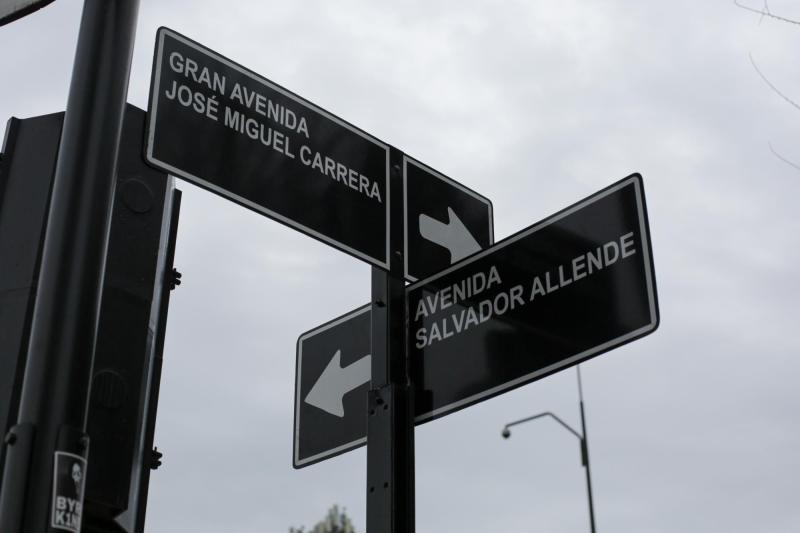 GRAN AVENIDA
JOSÉ MIGUEL CARRERA
AVENIDA
SALVADOR ALLENDE